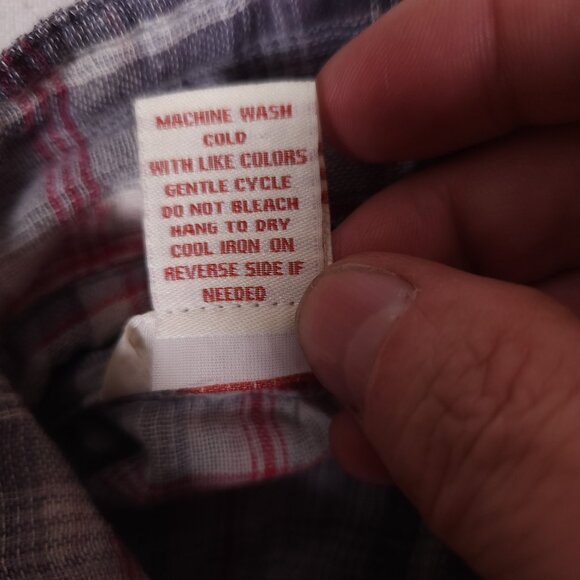 MACHINE WASH
COLD
WITH LIKE COLORS
GENTLE CYCLE
DO NOT BLEACH
HANG TO DRY
COOL IRON ON
REVERSE SIDE IF
NEEDED